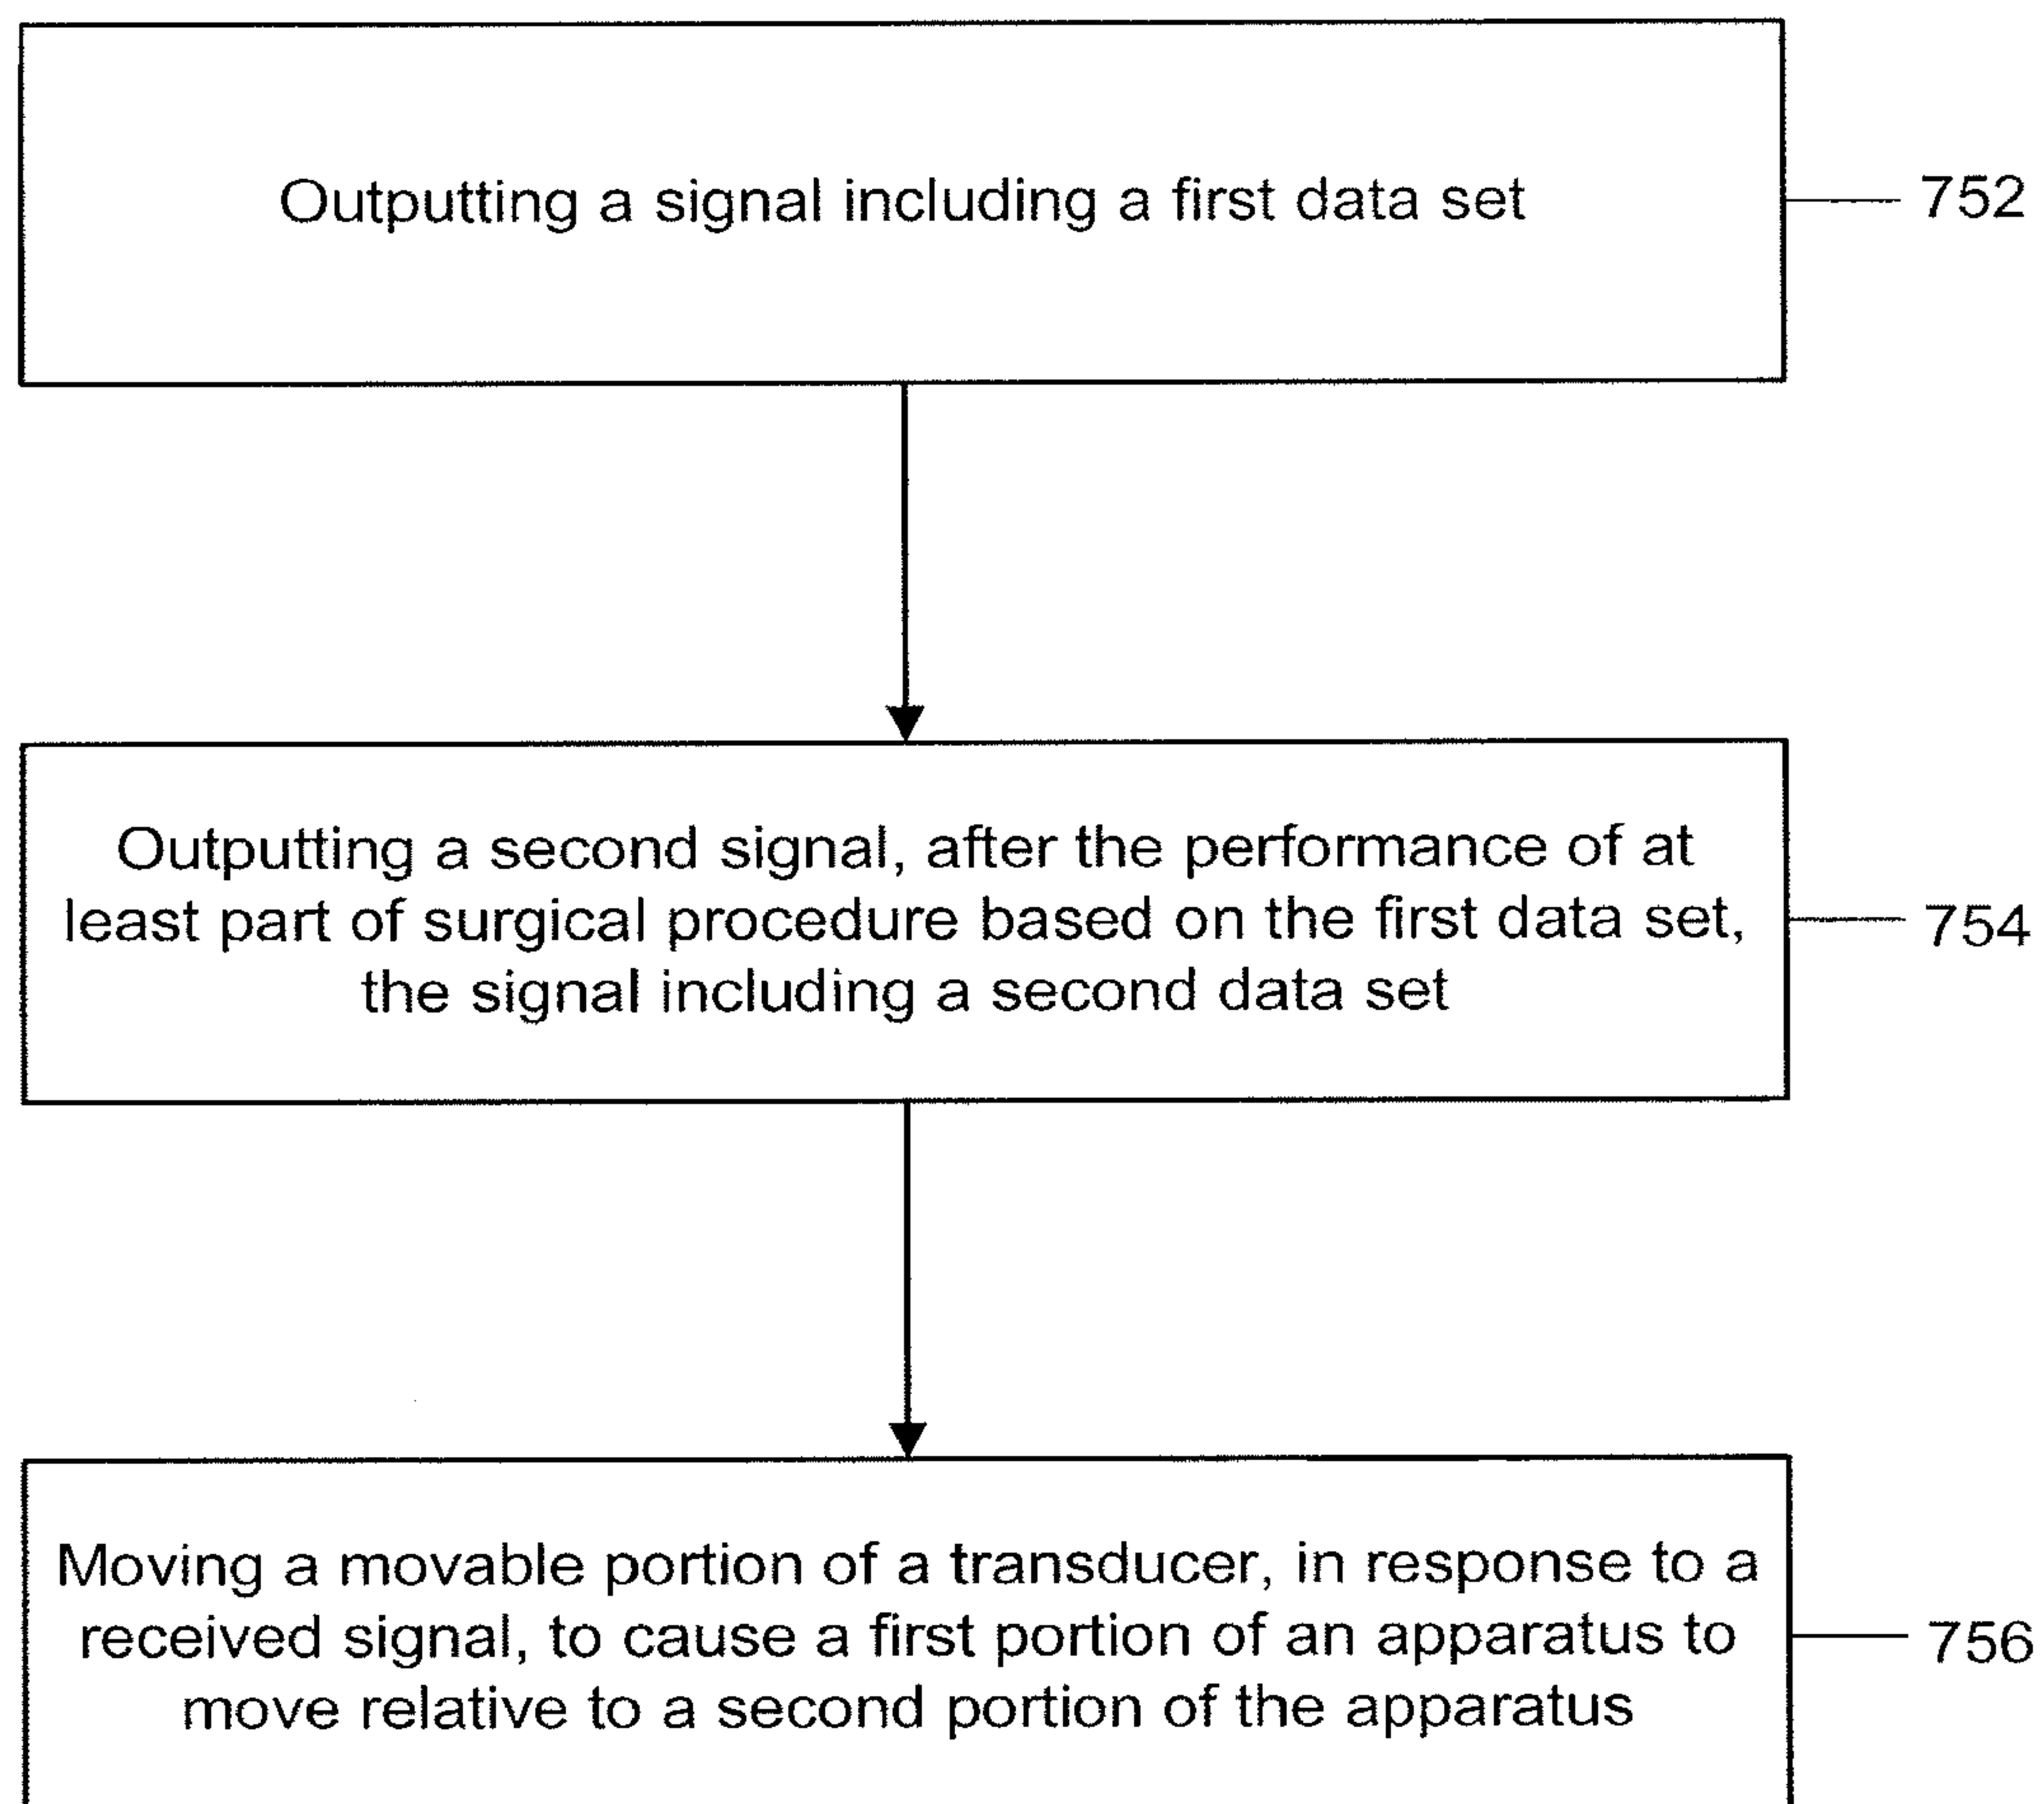 Outputting a signal including a first data set
752
Outputting a second signal, after the performance of at
least part of surgical procedure based on the first data set,
the signal including a second data set
754
Moving a movable portion of a transducer, in response to a
received signal, to cause a first portion of an apparatus to
move relative to a second portion of the apparatus
756